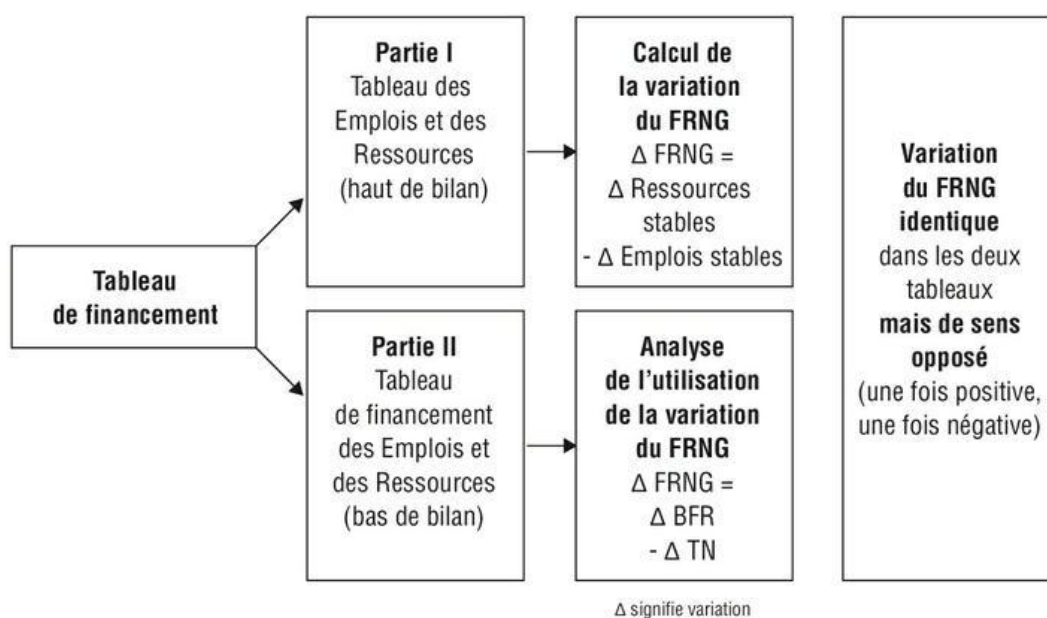 Tableau
de financement
Partie I
Tableau des
Emplois et des
Ressources
(haut de bilan)
Calcul de
la variation
du FRNG
Δ FRNG =
Δ Ressources
stables
- Δ Emplois stables
Partie II
Tableau
de financement
des Emplois et
des Ressources
(bas de bilan)
Analyse
de l’utilisation
de la variation
du FRNG
Δ FRNG =
Δ BFR
- Δ TN
Variation
du FRNG
identique
dans les deux
tableaux
mais de sens
opposé
(une fois positive,
une fois négative)
Δ signifie variation